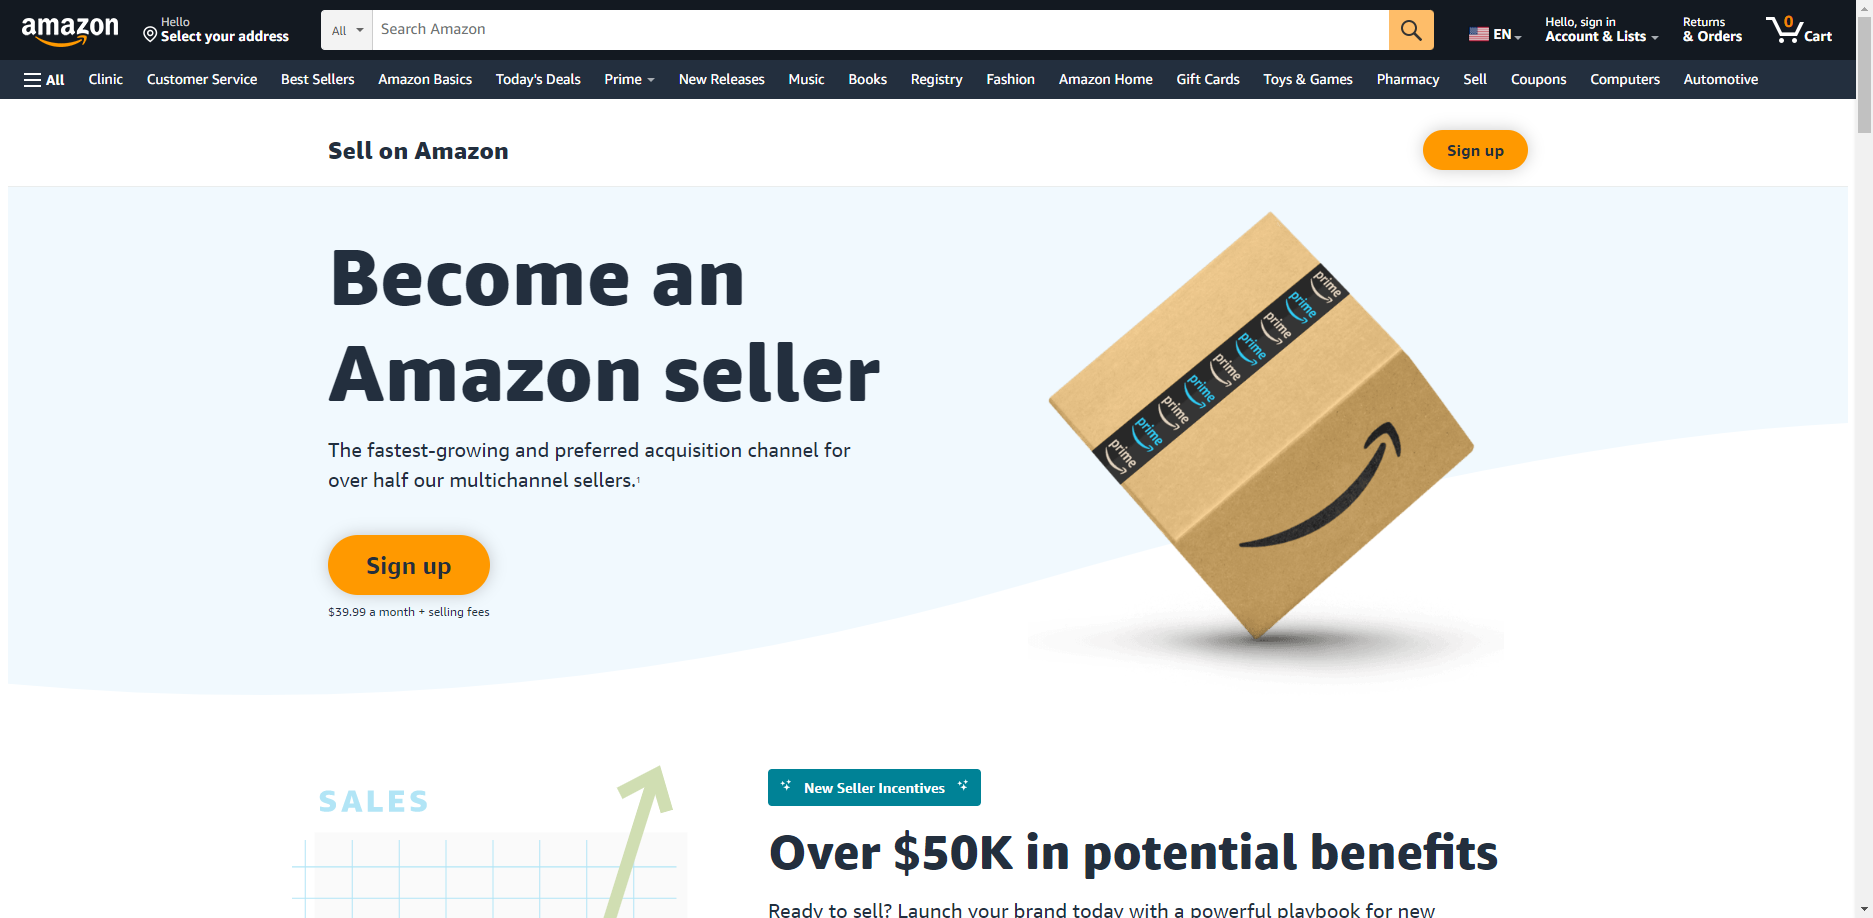 amazon
Hello
Select your address
All
Search Amazon
EN
Hello, sign in
Account & Lists
Returns
& Orders
0
Cart
All
Clinic
Customer Service
Best Sellers
Amazon Basics
Today's Deals
Prime
New Releases
Music
Books
Registry
Fashion
Amazon Home
Gift Cards
Toys & Games
Pharmacy
Sell
Coupons
Computers
Automotive
Sell on Amazon
Sign up
Become an
Amazon seller
The fastest-growing and preferred acquisition channel for
over half our multichannel sellers.¹
Sign up
$39.99 a month + selling fees
prime
prime
prime
prime
prime
prime
prime
prime
prime
SALES
New Seller Incentives
Over $50K in potential benefits
Ready to sell? Launch your brand today with a powerful playbook for new